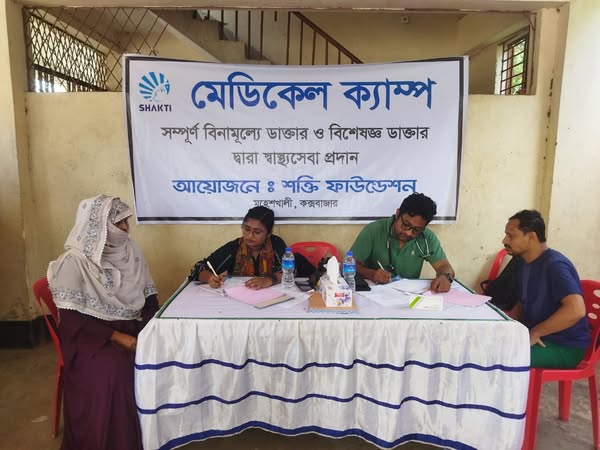 SHAKTI
মেডিকেল ক্যাম্প
সম্পূর্ণ বিনামূল্যে ডাক্তার ও বিশেষজ্ঞ ডাক্তার
দ্বারা স্বাস্থ্যসেবা প্রদান
আয়োজনে ঃ শক্তি ফাউন্ডেশন
মহেশখালী, কক্সবাজার